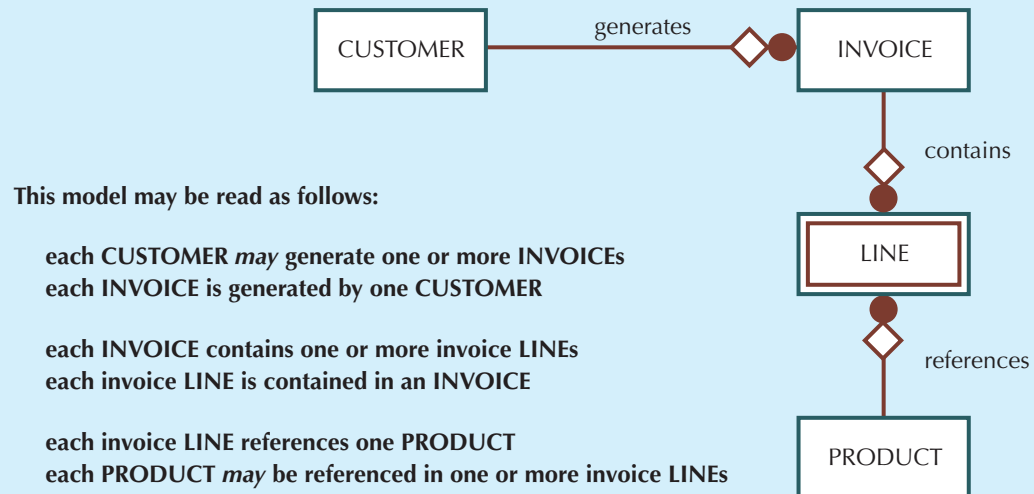 generates
CUSTOMER
INVOICE
contains
This model may be read as follows:
each CUSTOMER may generate one or more INVOICEs
each INVOICE is generated by one CUSTOMER
LINE
each INVOICE contains one or more invoice LINEs
each invoice LINE is contained in an INVOICE
references
each invoice LINE references one PRODUCT
each PRODUCT may be referenced in one or more invoice LINEs
PRODUCT